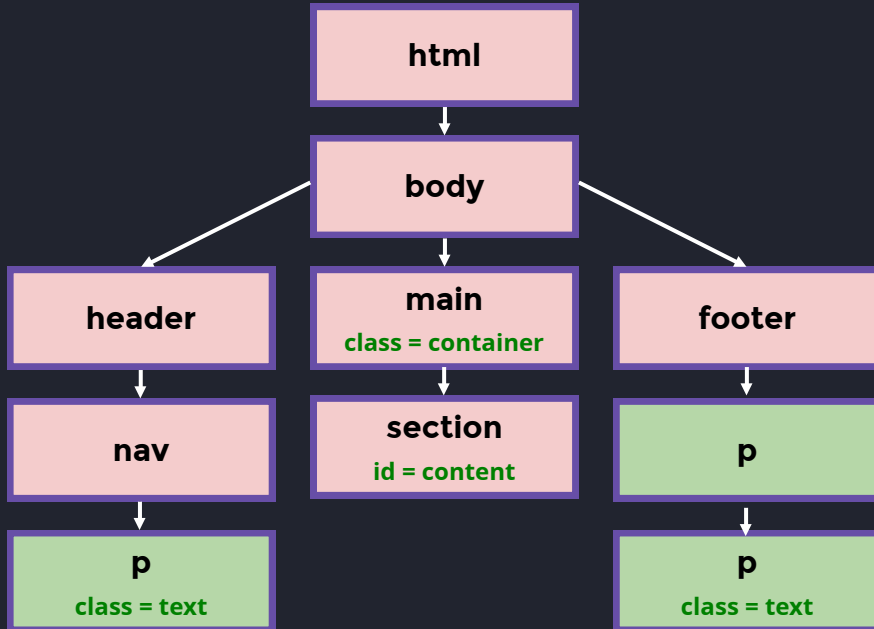 html
body
header
main
class = container
footer
nav
section
id = content
p
p
class = text
p
class = text